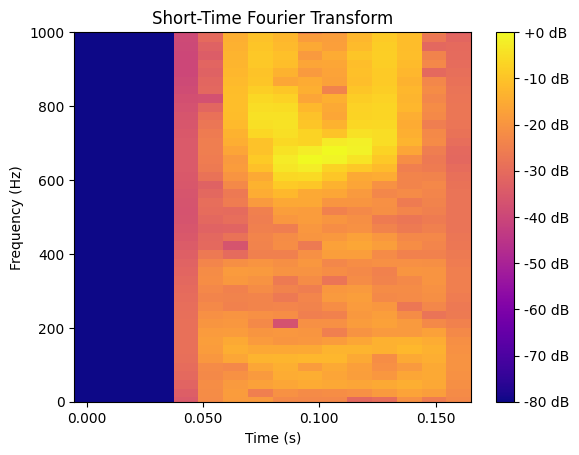 Short-Time Fourier Transform
1000
800
600
400
200
0
Frequency (Hz)
0.000
0.050
0.100
0.150
Time (s)
+0 dB
-10 dB
-20 dB
-30 dB
-40 dB
-50 dB
-60 dB
-70 dB
-80 dB